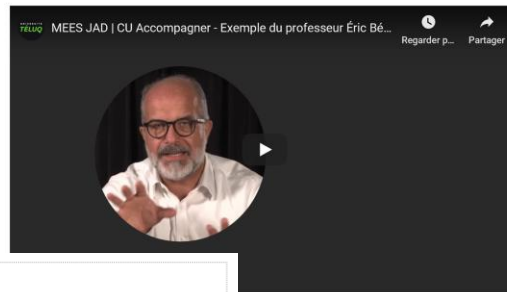 TÉLUQ
MEES JAD | CU Accompagner - Exemple du professeur Éric Bé...
Regarder p...
Partager